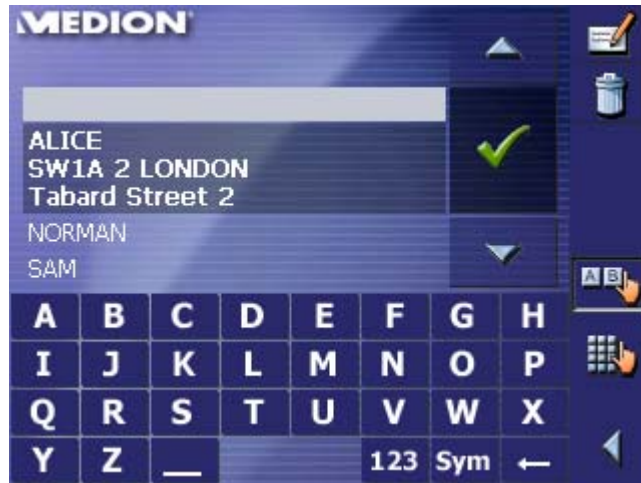 MEDION
ALICE
SW1A 2 LONDON
Tabard Street 2
NORMAN
SAM
A B
A B C D E F G H
I J K L M N O P
Q R S T U V W X
Y Z _ 123 Sym ←